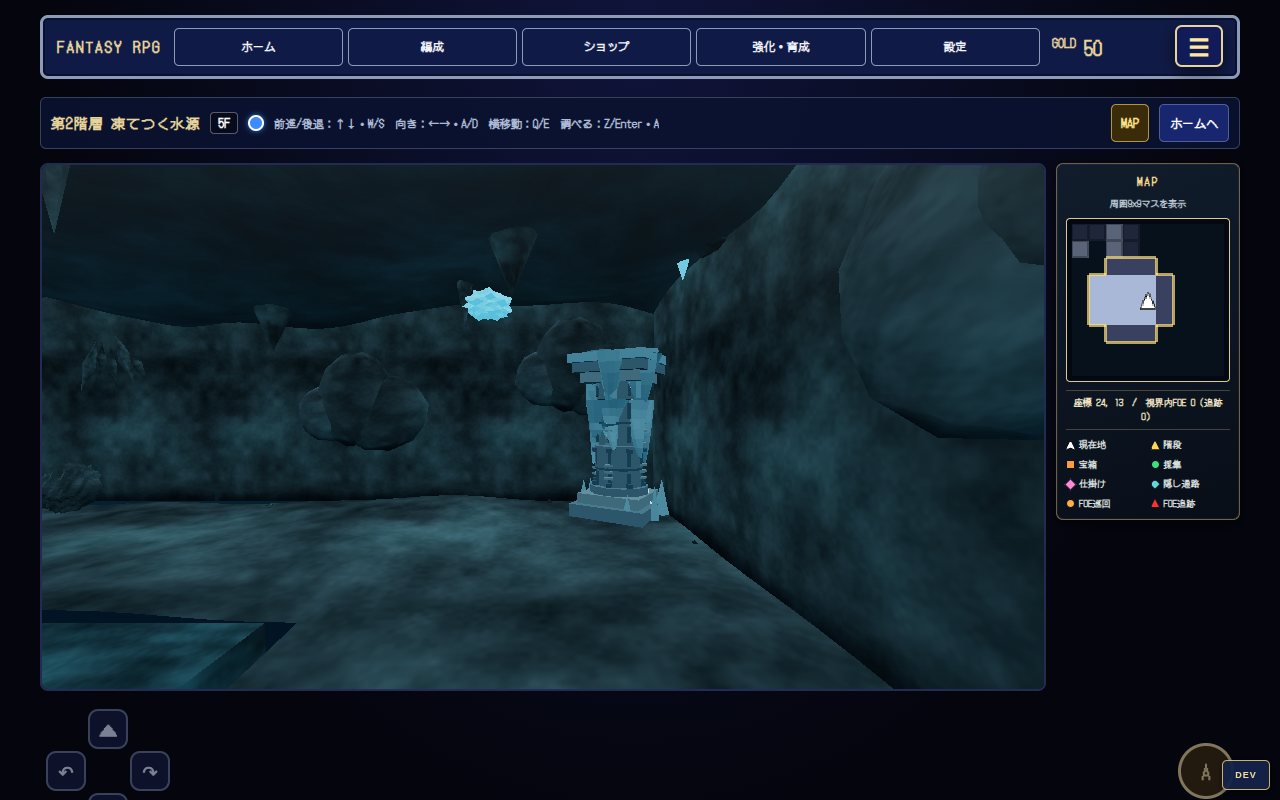 FANTASY RPG ホーム 編成 ショップ 強化・育成 設定 GOLD 50
第2階層 凍てつく水源 5F 前進/後退：↑↓・W/S 向き：←→・A/D 横移動：Q/E 調べる：Z/Enter・A MAP ホームへ
MAP
周囲9x9マスを表示
座標 24, 13 / 視界内FOE 0（追跡
0）
現在地 階段
宝箱 採集
仕掛け 隠し通路
FOE巡回 FOE追跡
A
DEV